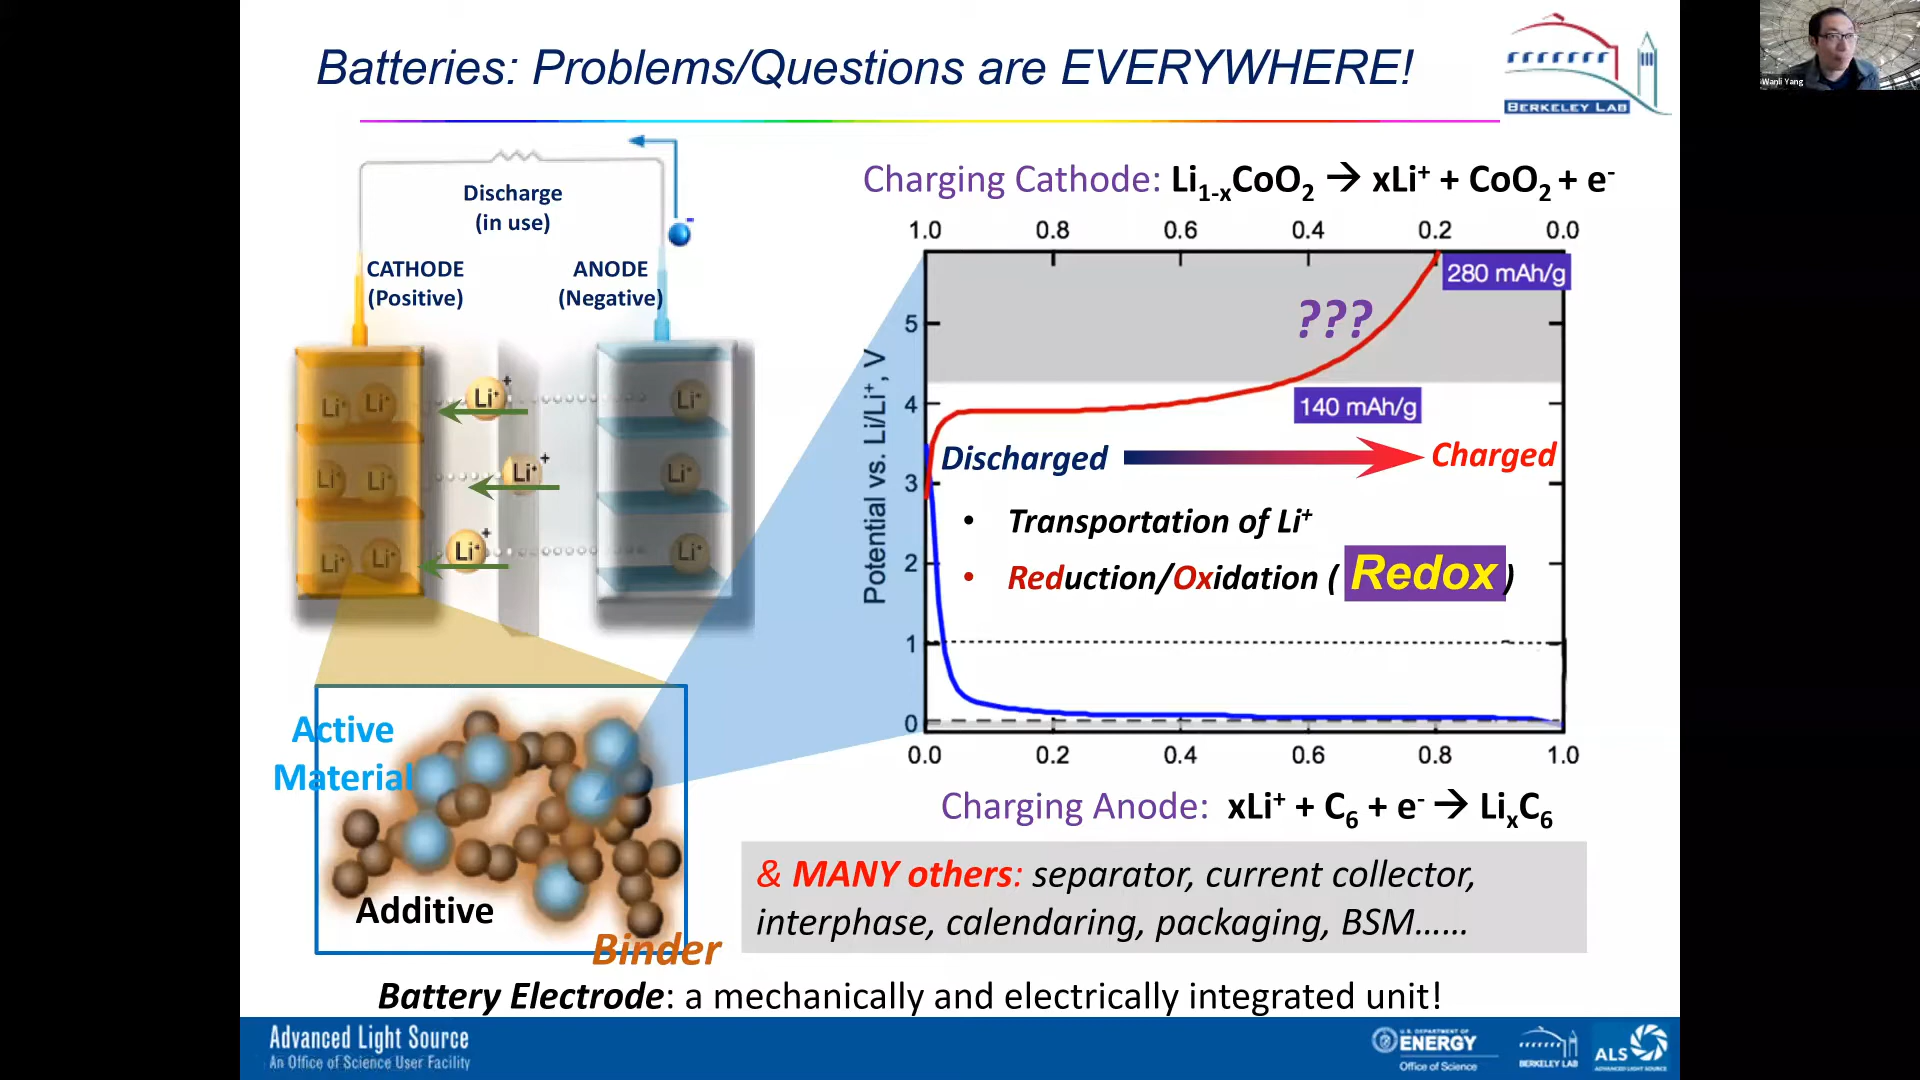 Batteries: Problems/Questions are EVERYWHERE!
BERKELEY LAB
Wanli Yang
Discharge
(in use)
-
CATHODE
(Positive)
ANODE
(Negative)
Li+
Li+
Li+
Li+
Li+
Li+
Li+
Li+
Li+
Li+
Li+
Li+
Active
Material
Additive
Binder
Charging Cathode: Li1-xCoO2 → xLi+ + CoO2 + e-
1.0 0.8 0.6 0.4 0.2 0.0
280 mAh/g
???
140 mAh/g
Discharged
Charged
• Transportation of Li+
• Reduction/Oxidation ( Redox )
Potential vs. Li/Li+, V
5
4
3
2
1
0
0.0 0.2 0.4 0.6 0.8 1.0
Charging Anode: xLi+ + C6 + e- → LixC6
& MANY others: separator, current collector,
interphase, calendaring, packaging, BSM......
Battery Electrode: a mechanically and electrically integrated unit!
Advanced Light Source
An Office of Science User Facility
U.S. DEPARTMENT OF
ENERGY
Office of Science
BERKELEY LAB
ALS
ADVANCED LIGHT SOURCE